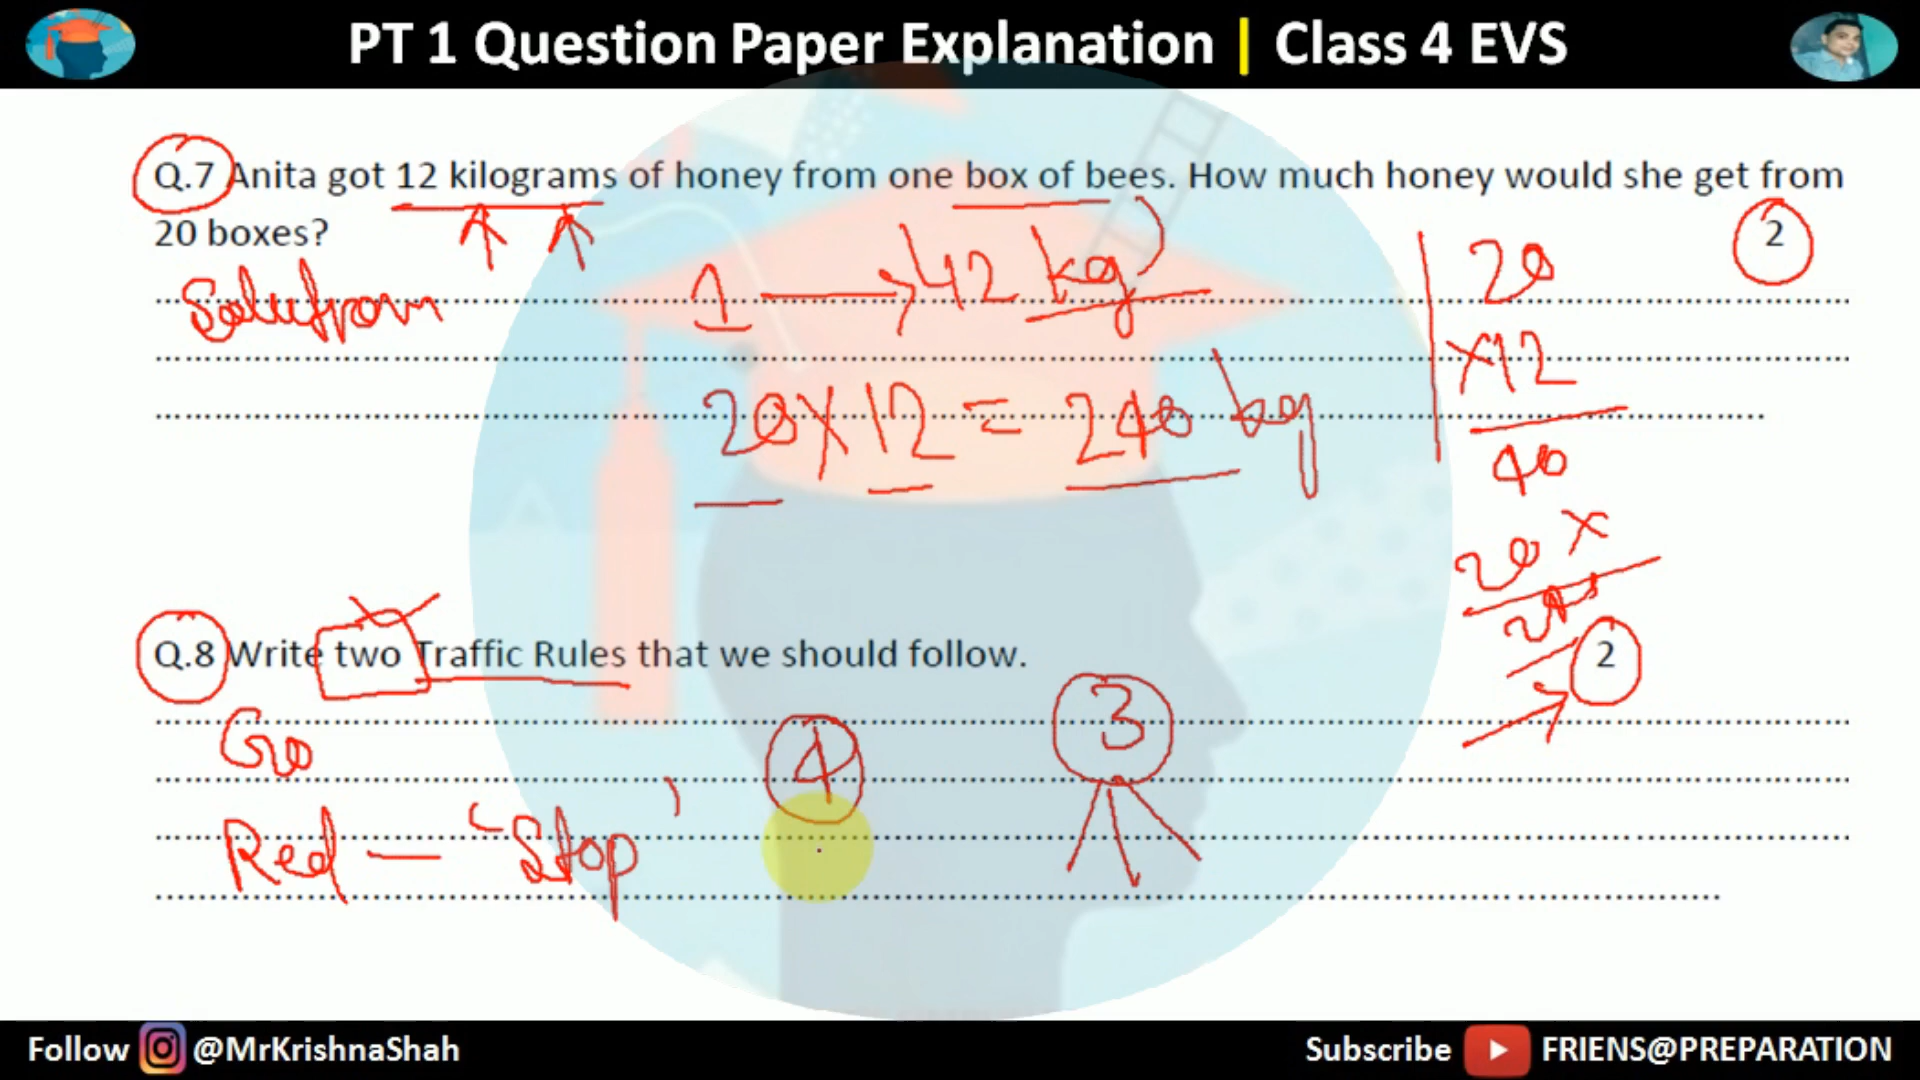 PT 1 Question Paper Explanation | Class 4 EVS
Q.7 Anita got 12 kilograms of honey from one box of bees. How much honey would she get from
20 boxes? 2
Solution
1 → 12 kg
20 × 12 = 240 kg
20
×12
40
20 ×
Q.8 Write two Traffic Rules that we should follow. 2
Go
4
3
Red — 'Stop'
Follow @MrKrishnaShah
Subscribe FRIENS@PREPARATION